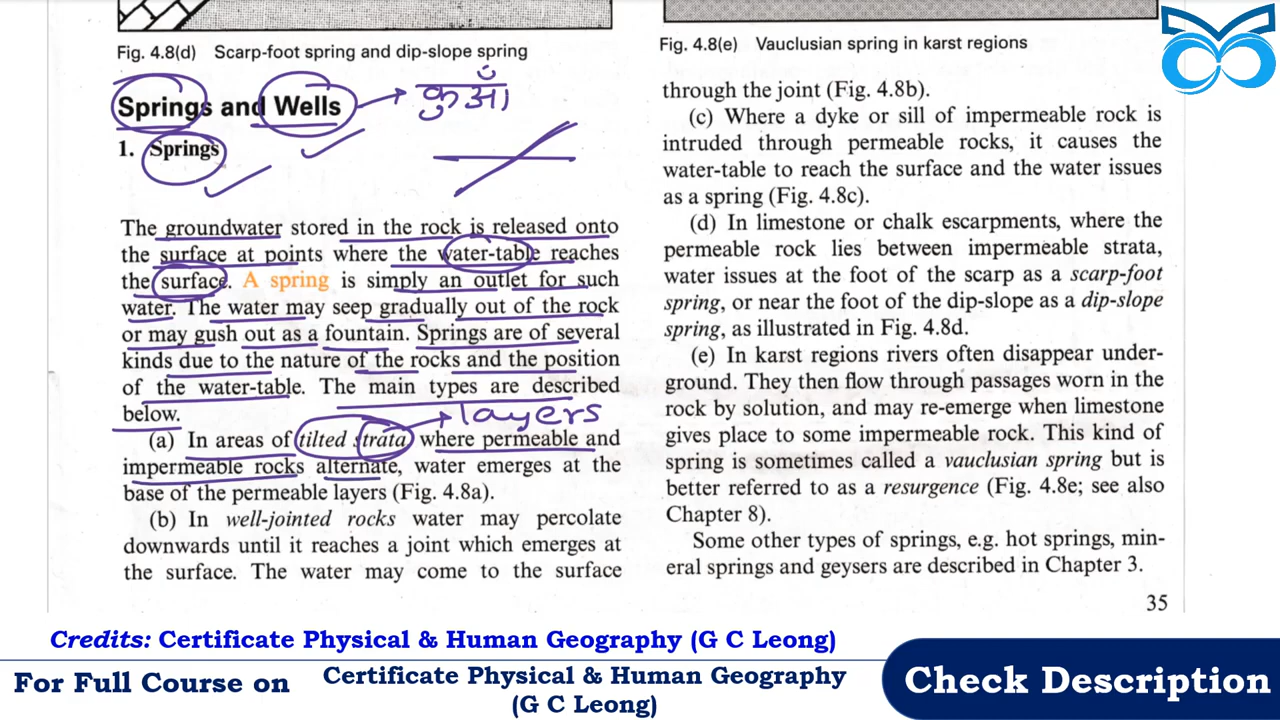 Fig. 4.8(d) Scarp-foot spring and dip-slope spring
Springs and Wells
कुआँ
1. Springs
The groundwater stored in the rock is released onto
the surface at points where the water-table reaches
the surface. A spring is simply an outlet for such
water. The water may seep gradually out of the rock
or may gush out as a fountain. Springs are of several
kinds due to the nature of the rocks and the position
of the water-table. The main types are described
below.
layers
(a) In areas of tilted strata where permeable and
impermeable rocks alternate, water emerges at the
base of the permeable layers (Fig. 4.8a).
(b) In well-jointed rocks water may percolate
downwards until it reaches a joint which emerges at
the surface. The water may come to the surface
Fig. 4.8(e) Vauclusian spring in karst regions
through the joint (Fig. 4.8b).
(c) Where a dyke or sill of impermeable rock is
intruded through permeable rocks, it causes the
water-table to reach the surface and the water issues
as a spring (Fig. 4.8c).
(d) In limestone or chalk escarpments, where the
permeable rock lies between impermeable strata,
water issues at the foot of the scarp as a scarp-foot
spring, or near the foot of the dip-slope as a dip-slope
spring, as illustrated in Fig. 4.8d.
(e) In karst regions rivers often disappear under-
ground. They then flow through passages worn in the
rock by solution, and may re-emerge when limestone
gives place to some impermeable rock. This kind of
spring is sometimes called a vauclusian spring but is
better referred to as a resurgence (Fig. 4.8e; see also
Chapter 8).
Some other types of springs, e.g. hot springs, min-
eral springs and geysers are described in Chapter 3.
35
Credits: Certificate Physical & Human Geography (G C Leong)
For Full Course on
Certificate Physical & Human Geography
(G C Leong)
Check Description